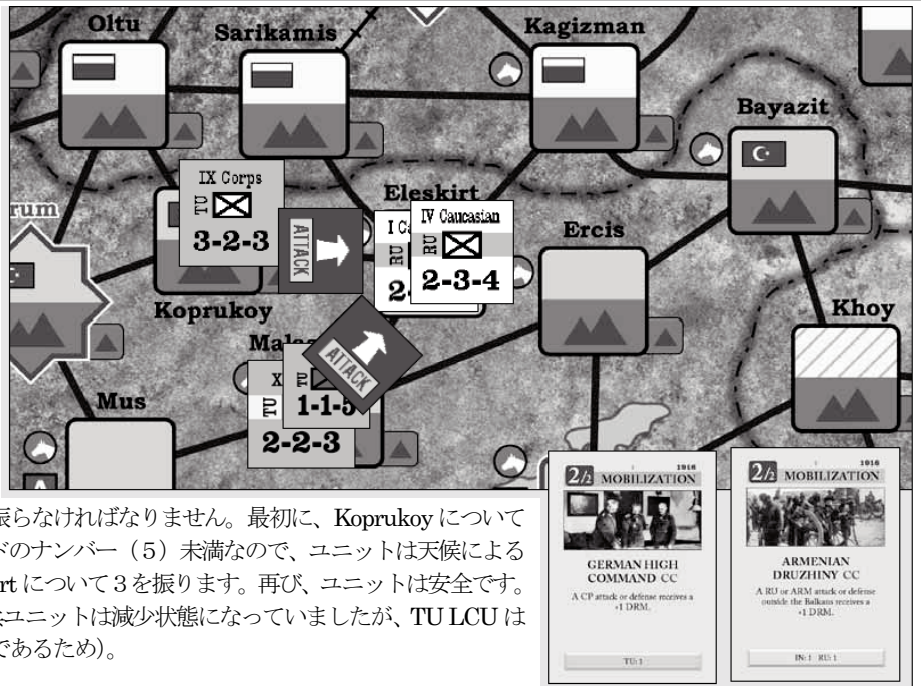 Oltu
Sarikamis
Kagizman
Bayazit
IX Corps
TU
3-2-3
ATTACK
Eleskirt
RU
IV Caucasian
RU
2-3-4
Ercis
rum
Koprukoy
Khoy
ATTACK
TU
1-1-5
TU
2-2-3
Mus
振らなければなりません。最初に、Koprukoy について
ドのナンバー（5）未満なので、ユニットは天候による
rt について３を振ります。再び、ユニットは安全です。
ユニットは減少状態になっていましたが、TU LCU は
であるため）。
2/2 MOBILIZATION
1916
GERMAN HIGH
COMMAND CC
A CP attack or defense receives a
+1 DRM.
TU: 1
2/2 MOBILIZATION
1916
ARMENIAN
DRUZHINY CC
A RU or ARM attack or defense
outside the Balkans receives a
+1 DRM.
IN: 1 RU: 1